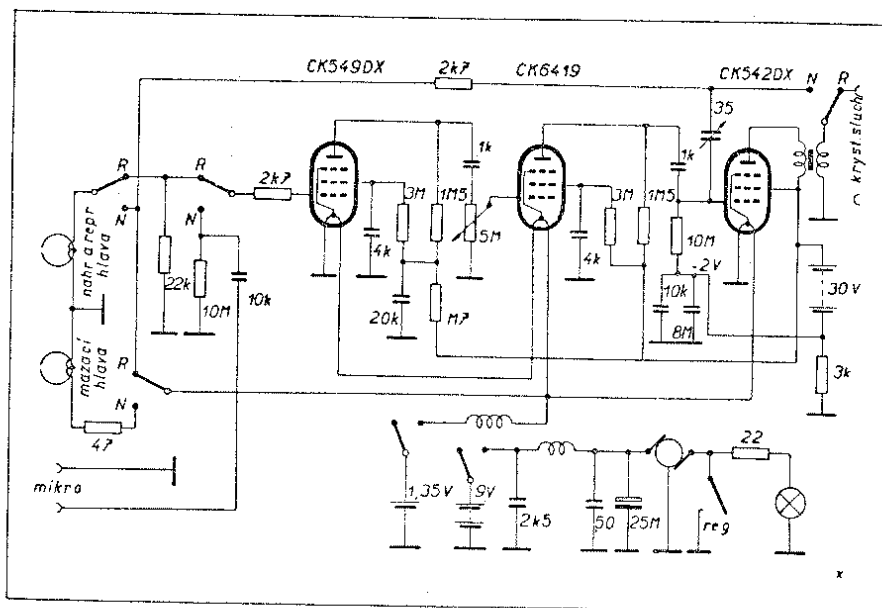 CK549DX
2k7
CK6419
CK542DX
N
R
35
1k
1k
R
R
2k7
3M
1M5
5M
3M
1M5
10M
N
N
nahr a repr
hlava
22k
10M
10k
4k
20k
M7
4k
10k
-2V
8M
30V
3k
kryst. sluch.
mazací
hlava
R
N
47
mikro
1,35V
9V
2k5
50
25M
reg
22
x